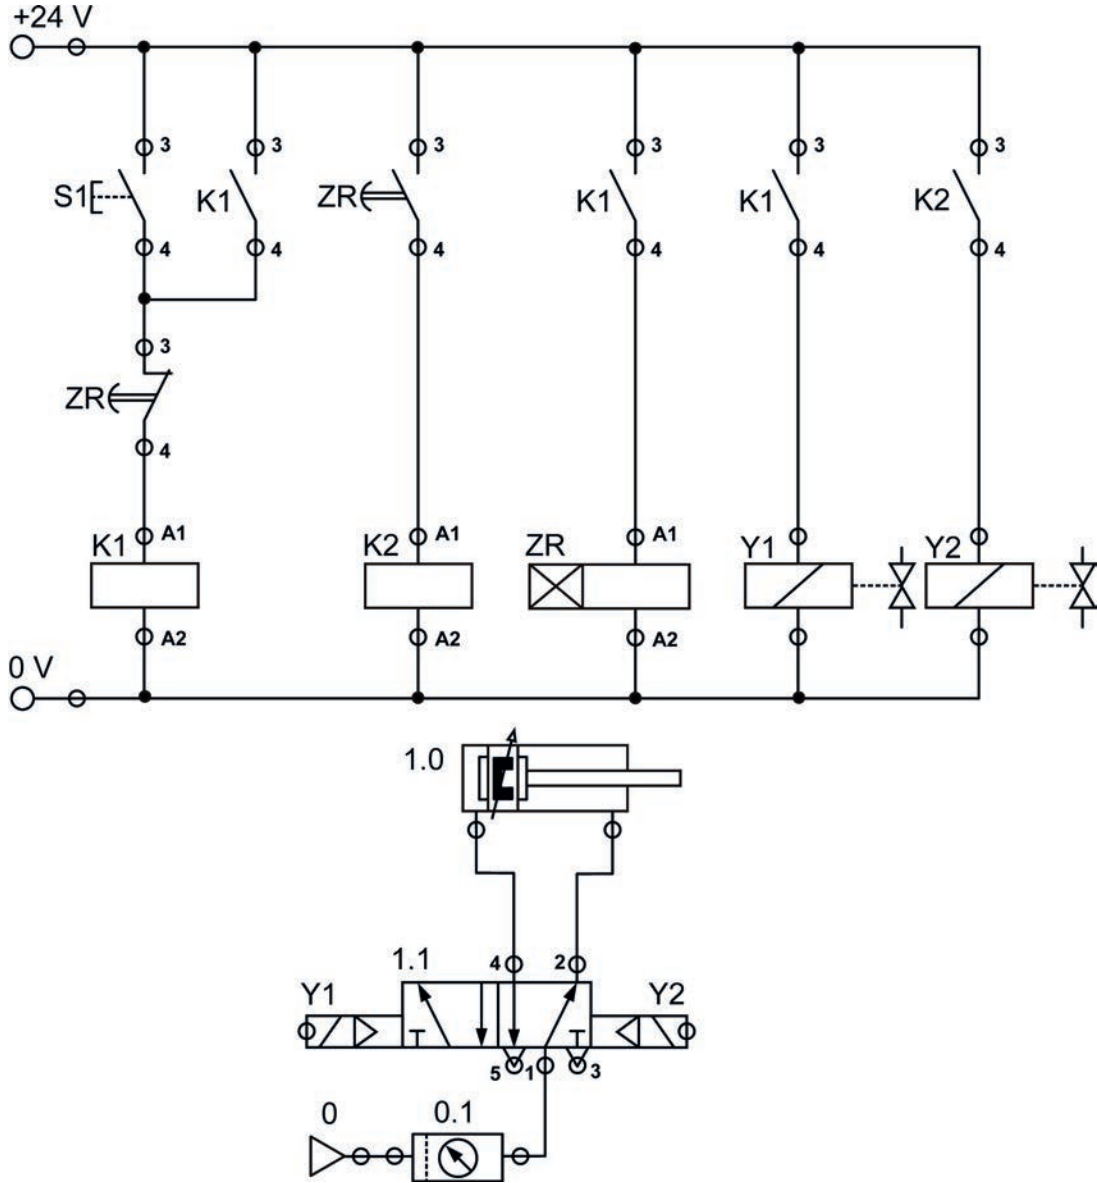 +24 V
3 3 3 3 3 3
S1 K1 ZR K1 K1 K2
4 4 4 4 4 4
3
ZR
4
A1 A1 A1
K1 K2 ZR Y1 Y2
A2 A2 A2
0 V
1.0
1.1 4 2
Y1 Y2
5 1 3
0 0.1